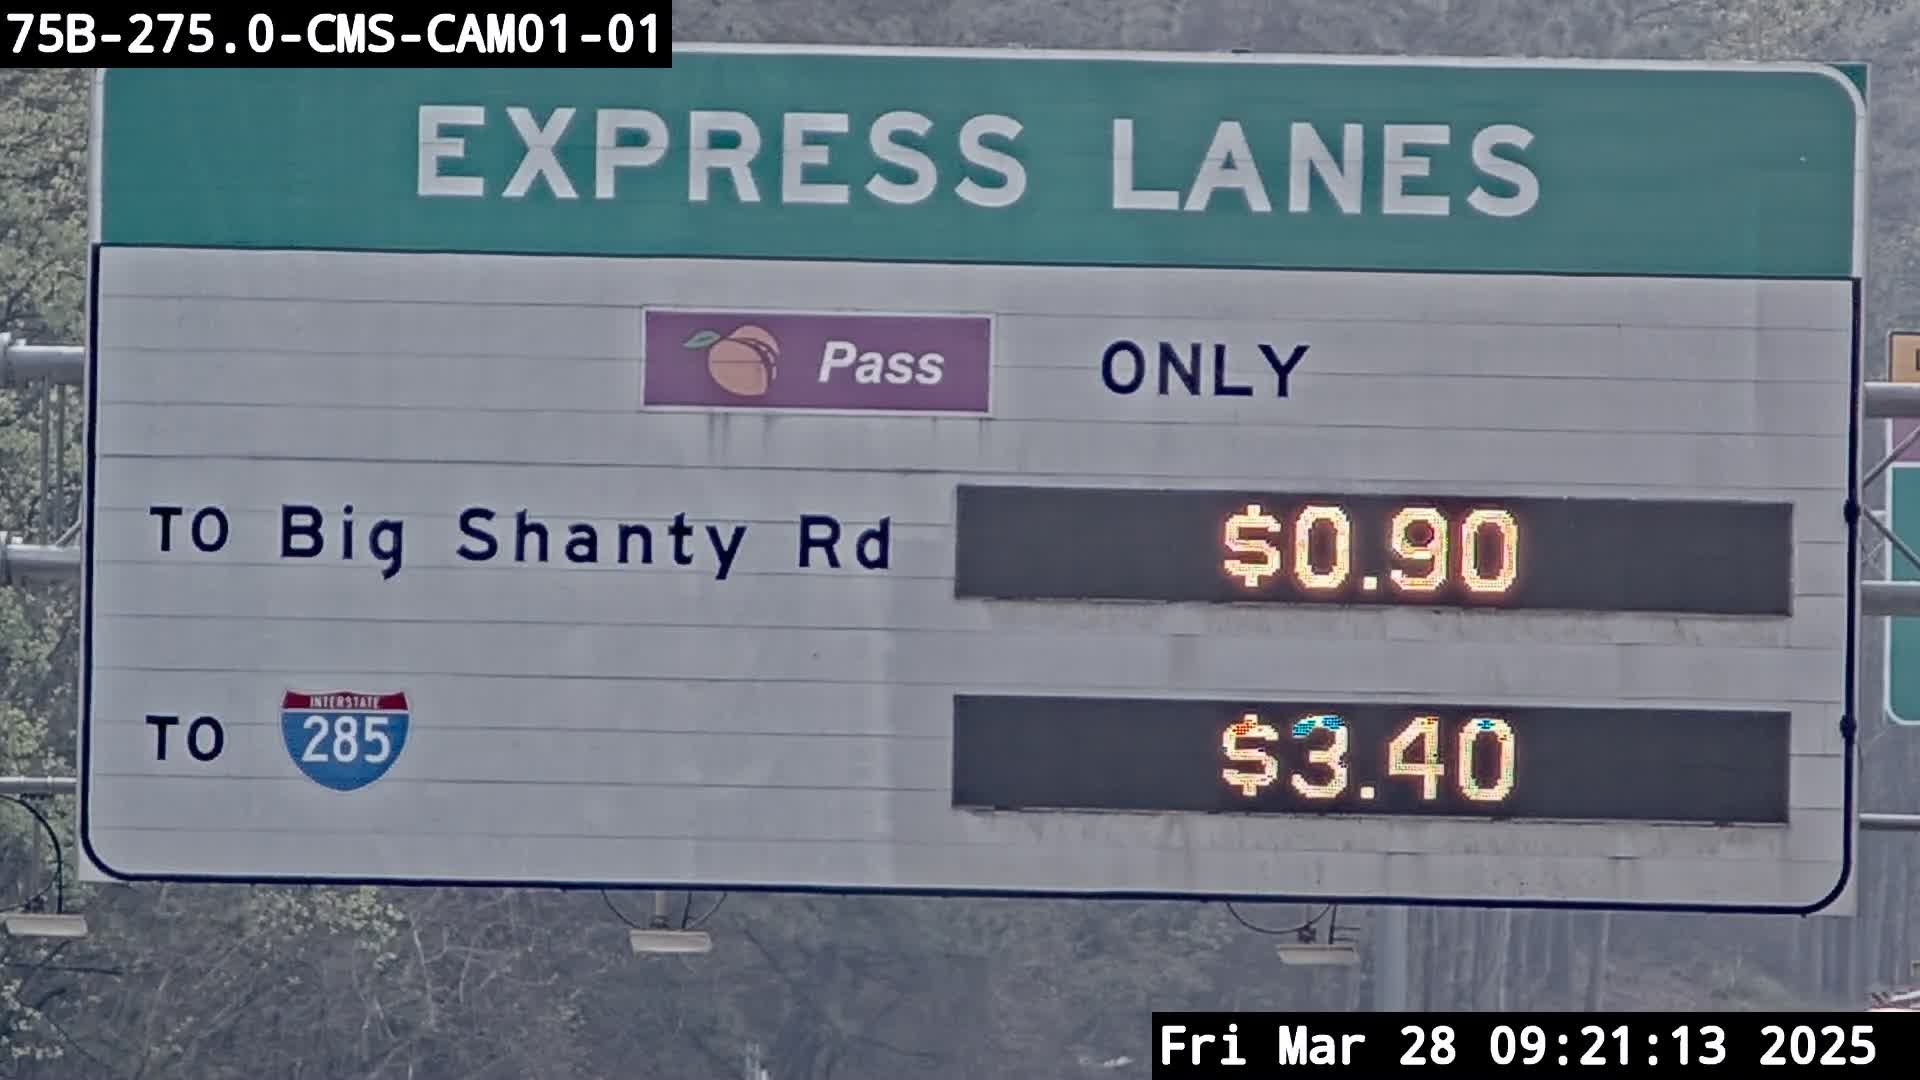 75B-275.0-CMS-CAM01-01
EXPRESS LANES
Pass ONLY
TO Big Shanty Rd $0.90
INTERSTATE
TO 285 $3.40
Fri Mar 28 09:21:13 2025